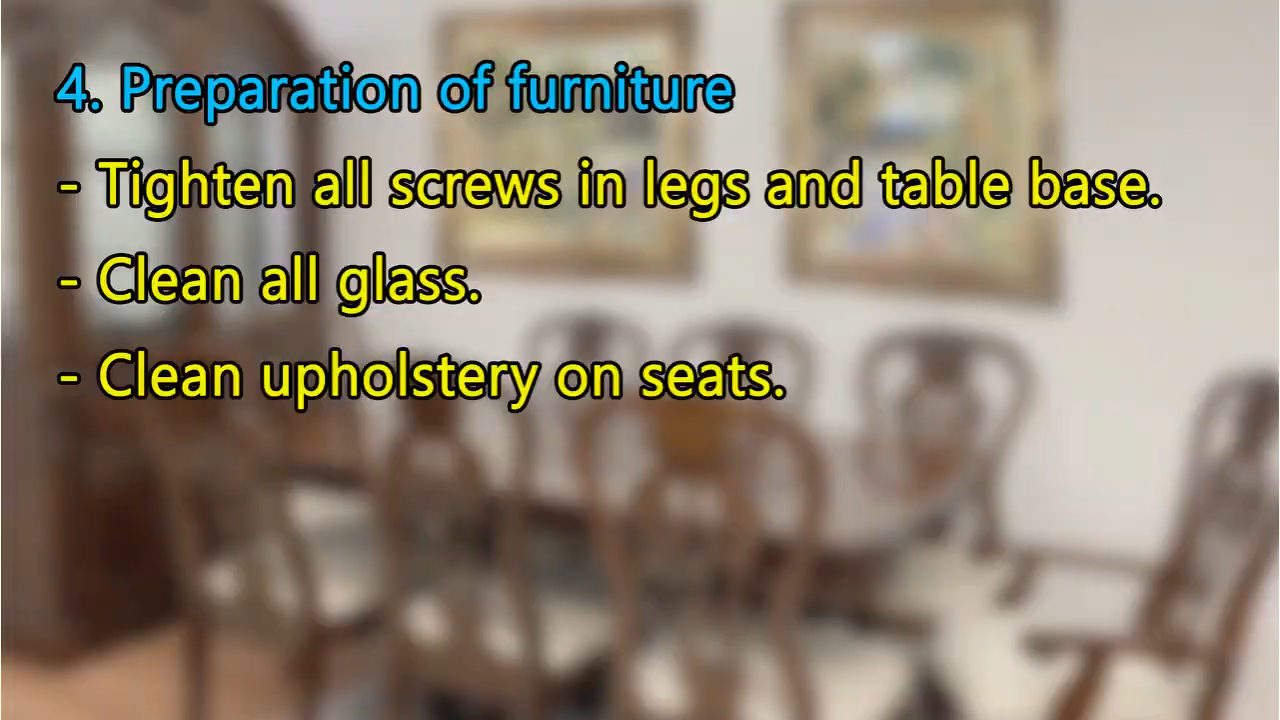 4. Preparation of furniture
- Tighten all screws in legs and table base.
- Clean all glass.
- Clean upholstery on seats.